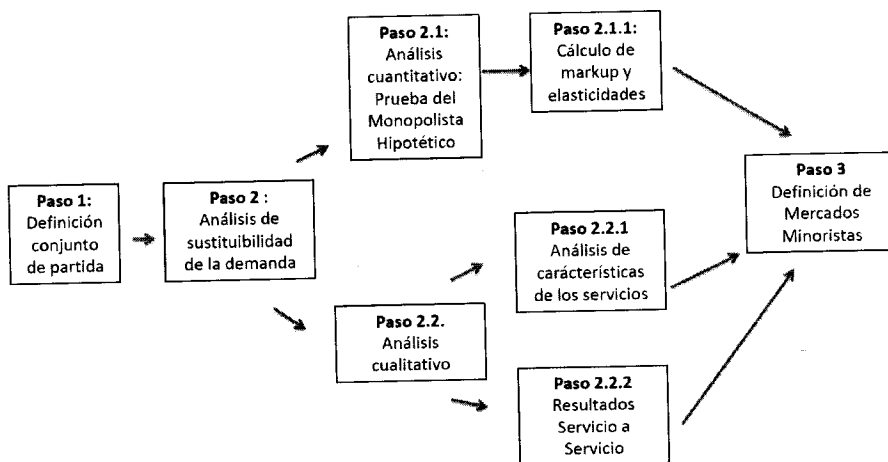 Paso 1:
Definición
conjunto
de partida
Paso 2 :
Análisis de
sustituibilidad
de la demanda
Paso 2.1:
Análisis
cuantitativo:
Prueba del
Monopolista
Hipotético
Paso 2.1.1:
Cálculo de
markup y
elasticidades
Paso 2.2.
Análisis
cualitativo
Paso 2.2.1
Análisis de
carácterísticas
de los servicios
Paso 2.2.2
Resultados
Servicio a
Servicio
Paso 3
Definición de
Mercados
Minoristas